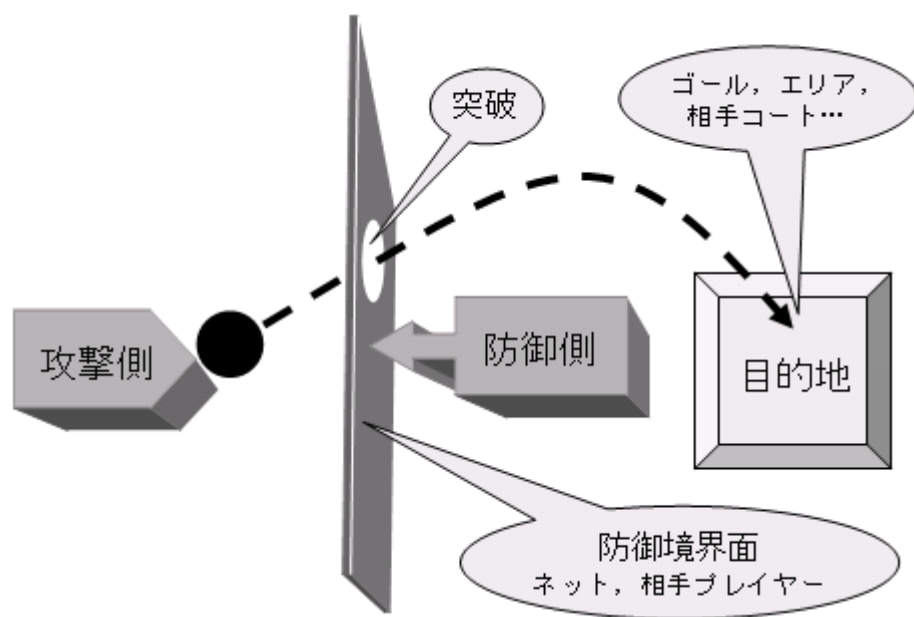 突破
ゴール，エリア，
相手コート…
攻撃側
防御側
目的地
防御境界面
ネット，相手プレイヤー